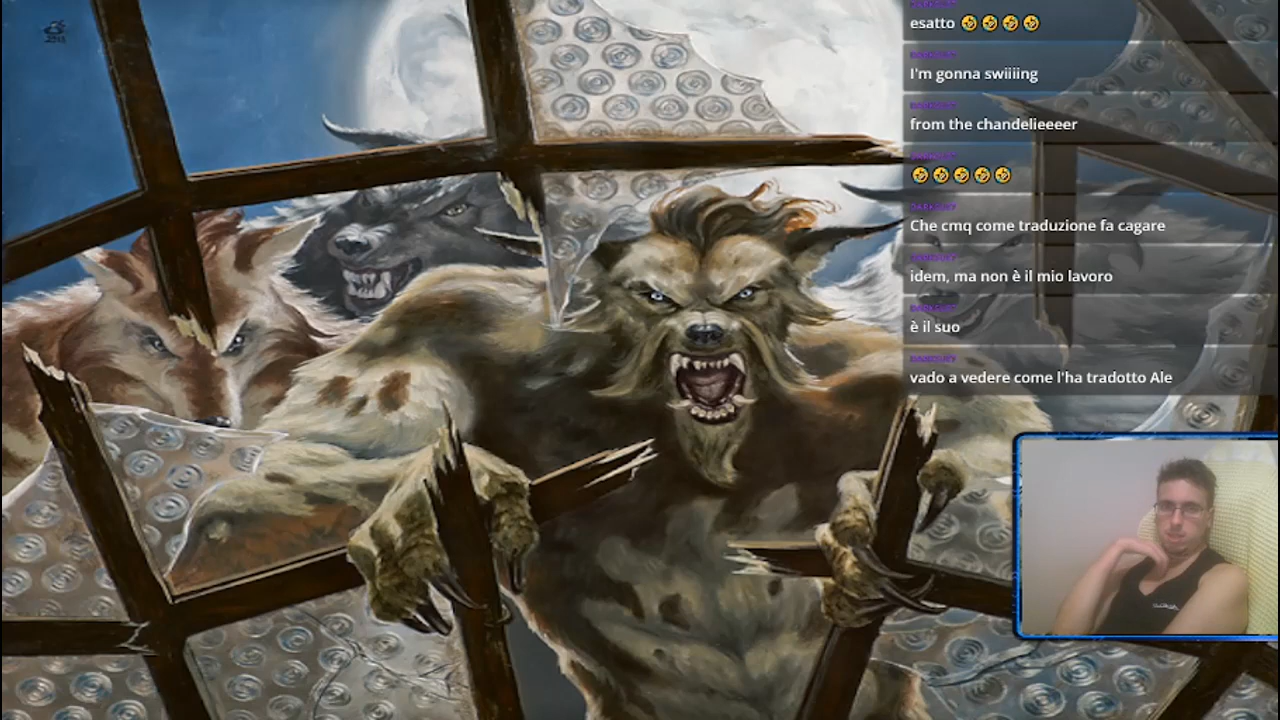 esatto 🤣🤣🤣🤣
I'm gonna swiiiing
from the chandelieeeer
🤣🤣🤣🤣🤣
Che cmq come traduzione fa cagare
idem, ma non è il mio lavoro
è il suo
vado a vedere come l'ha tradotto Ale